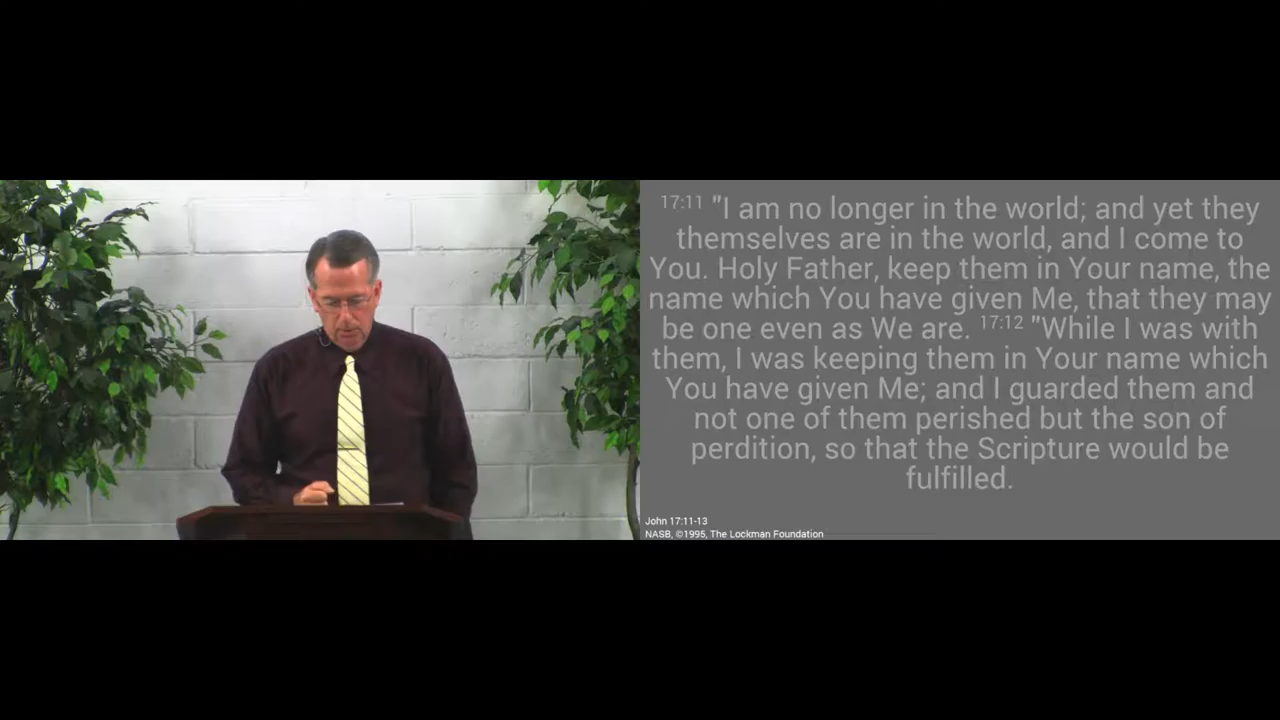 17:11 "I am no longer in the world; and yet they
themselves are in the world, and I come to
You. Holy Father, keep them in Your name, the
name which You have given Me, that they may
be one even as We are. 17:12 "While I was with
them, I was keeping them in Your name which
You have given Me; and I guarded them and
not one of them perished but the son of
perdition, so that the Scripture would be
fulfilled.
John 17:11-13
NASB, ©1995, The Lockman Foundation